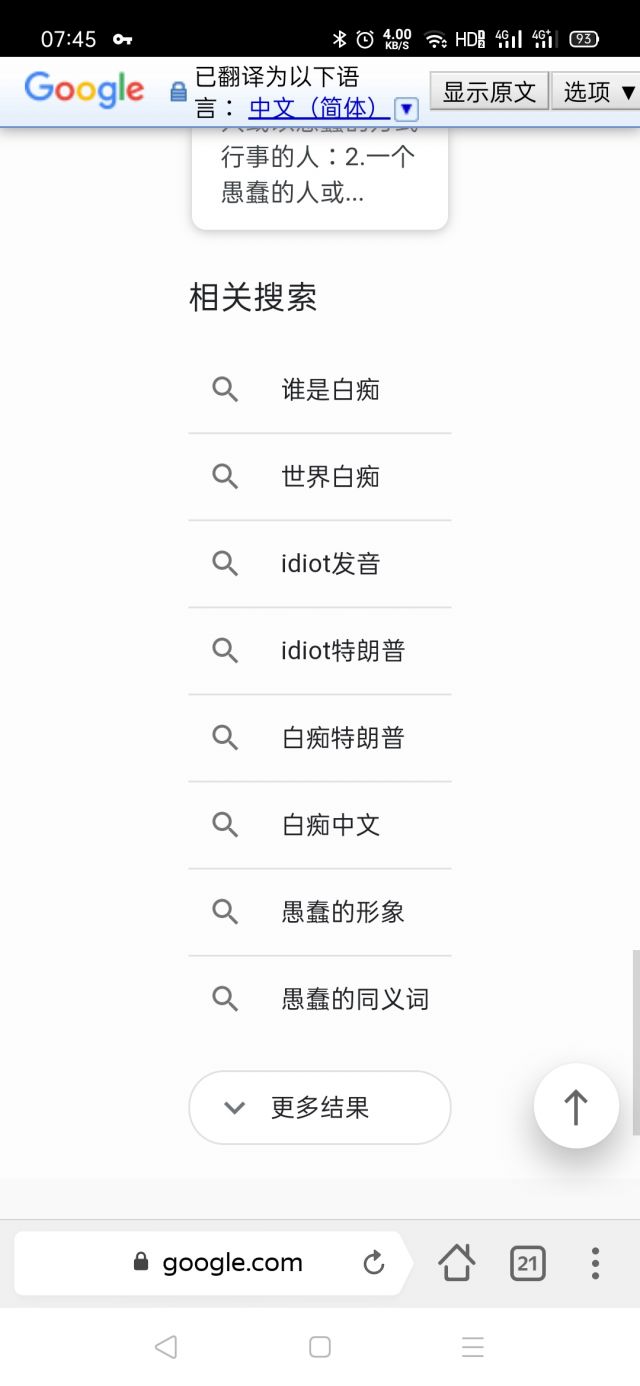 07:45
4.00
KB/S
HD
4G
4G+
93
Google
已翻译为以下语
言： 中文（简体） ▼
显示原文
选项 ▼
行事的人：2.一个
愚蠢的人或...
相关搜索
谁是白痴
世界白痴
idiot发音
idiot特朗普
白痴特朗普
白痴中文
愚蠢的形象
愚蠢的同义词
更多结果
google.com
21